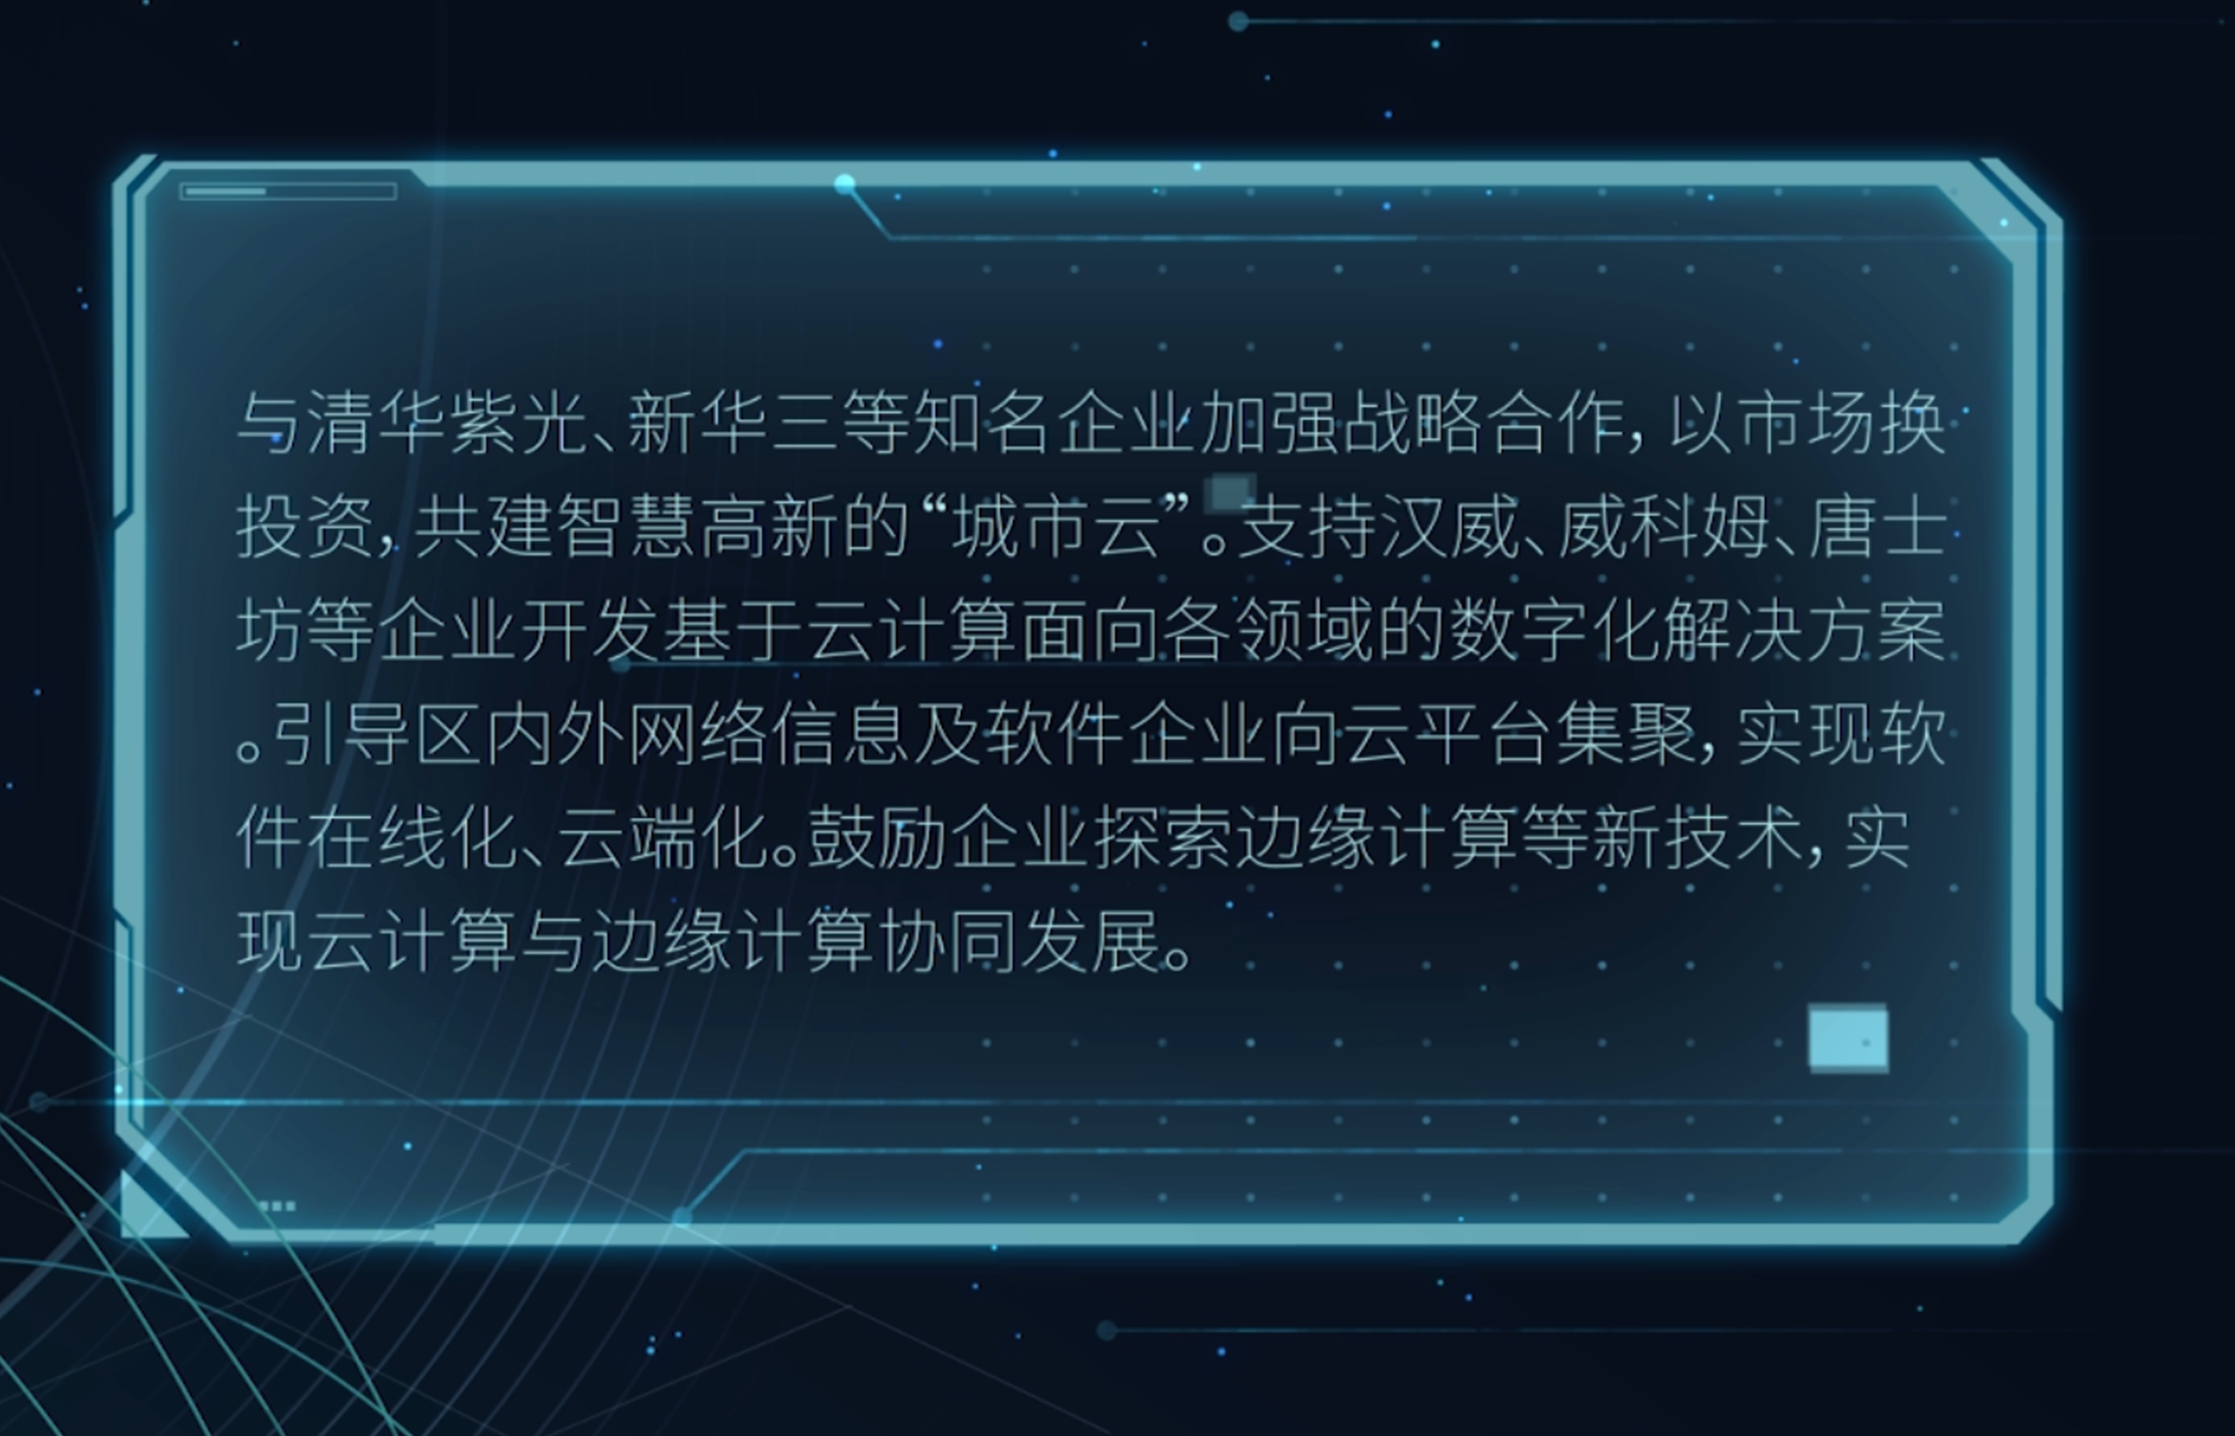 与清华紫光、新华三等知名企业加强战略合作，以市场换
投资，共建智慧高新的“城市云”。支持汉威、威科姆、唐士
坊等企业开发基于云计算面向各领域的数字化解决方案
。引导区内外网络信息及软件企业向云平台集聚，实现软
件在线化、云端化。鼓励企业探索边缘计算等新技术，实
现云计算与边缘计算协同发展。